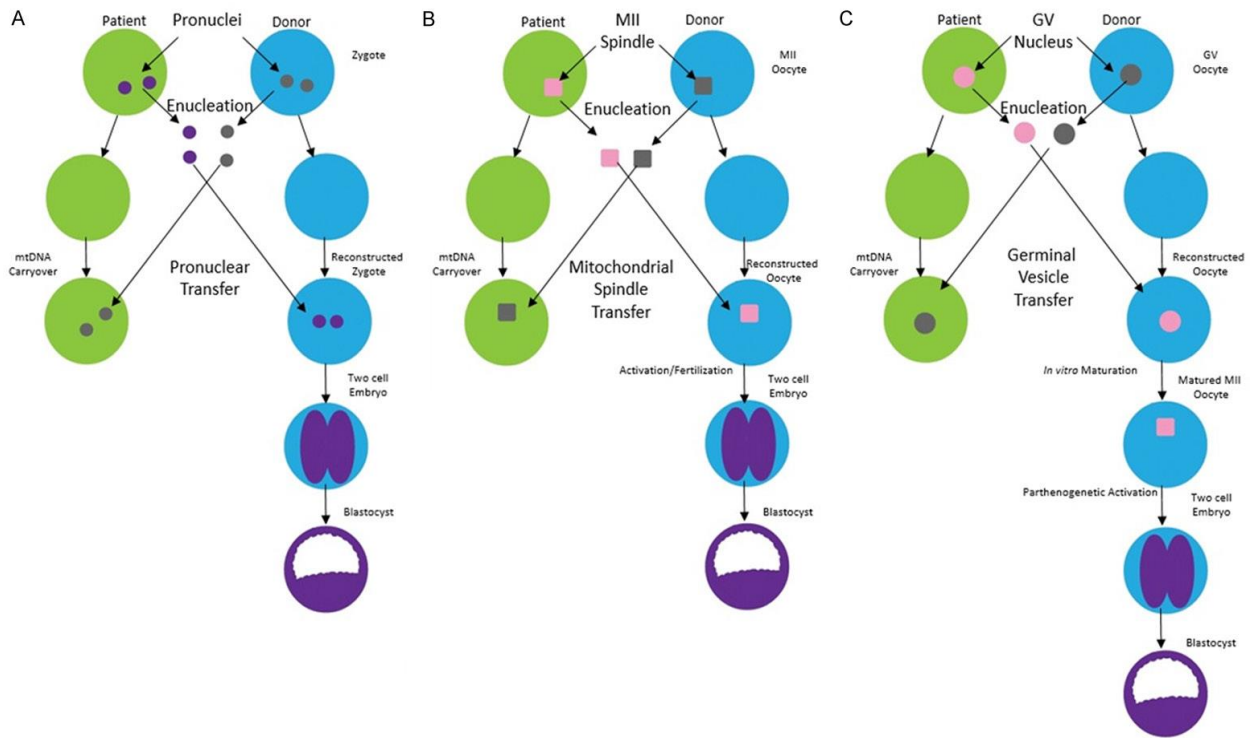 A
Patient
Pronuclei
Donor
Zygote
Enucleation
mtDNA
Carryover
Pronuclear
Transfer
Reconstructed
Zygote
Two cell
Embryo
Blastocyst
B
Patient
MII
Spindle
Donor
MII
Oocyte
Enucleation
mtDNA
Carryover
Mitochondrial
Spindle
Transfer
Reconstructed
Oocyte
Activation/Fertilization
Two cell
Embryo
Blastocyst
C
Patient
GV
Nucleus
Donor
GV
Oocyte
Enucleation
mtDNA
Carryover
Germinal
Vesicle
Transfer
Reconstructed
Oocyte
In vitro Maturation
Matured MII
Oocyte
Parthenogenetic Activation
Two cell
Embryo
Blastocyst